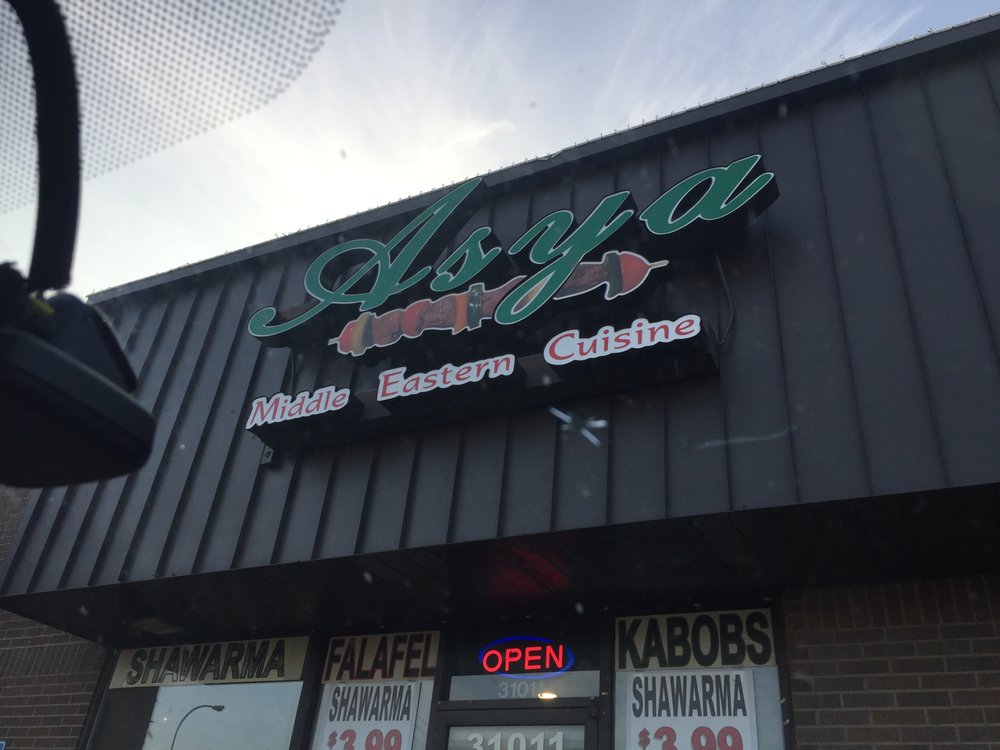 Asya
Middle Eastern Cuisine
SHAWARMA
FALAFEL
OPEN
KABOBS
SHAWARMA
$3.99
31011
SHAWARMA
$3.99